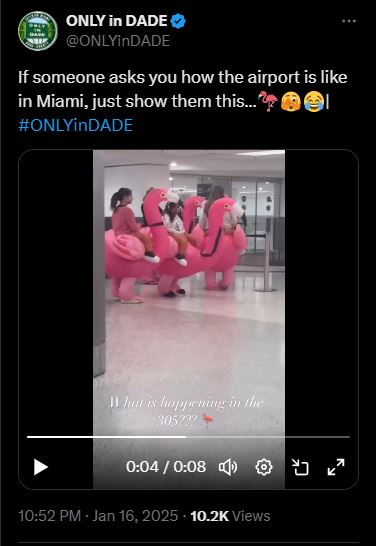 ONLY in DADE
@ONLYinDADE
If someone asks you how the airport is like
in Miami, just show them this...🦩🫣😂|
#ONLYinDADE
What is happening in the
305??? 🦩
0:04 / 0:08
10:52 PM · Jan 16, 2025 · 10.2K Views